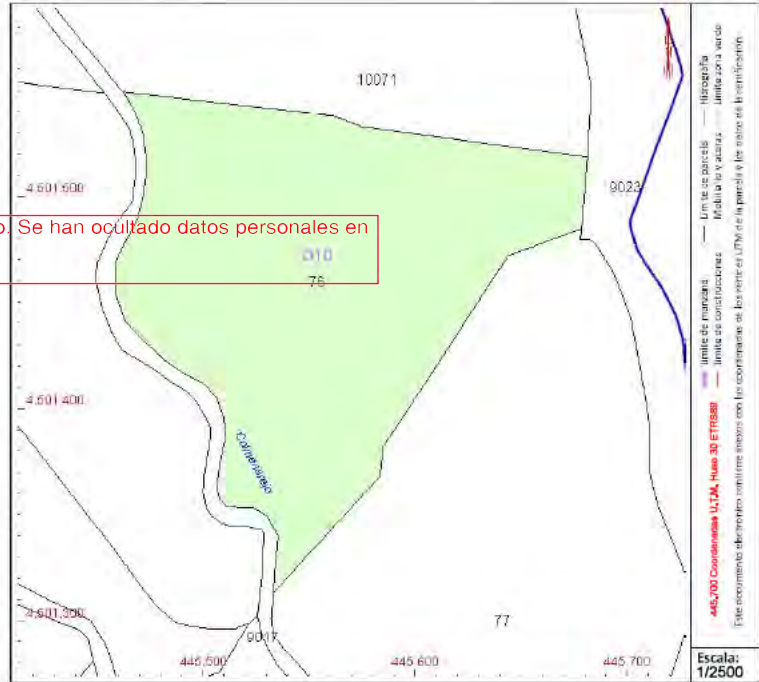 10071
4,601,500
9023
o. Se han ocultado datos personales en
010
76
4,601,400
Colmenarejo
4,601,300
9017
77
445,500
445,600
445,700
Límite de manzana
Límite de parcela
Hidrografía
Límite de construcciones
Mobiliario y aceras
Límite zona verde
445,700 Coordenadas U.T.M. Huso 30 ETRS89
Este documento electrónico contiene anexos con las coordenadas de los vértices UTM de la parcela y los datos de la certificación
Escala:
1/2500